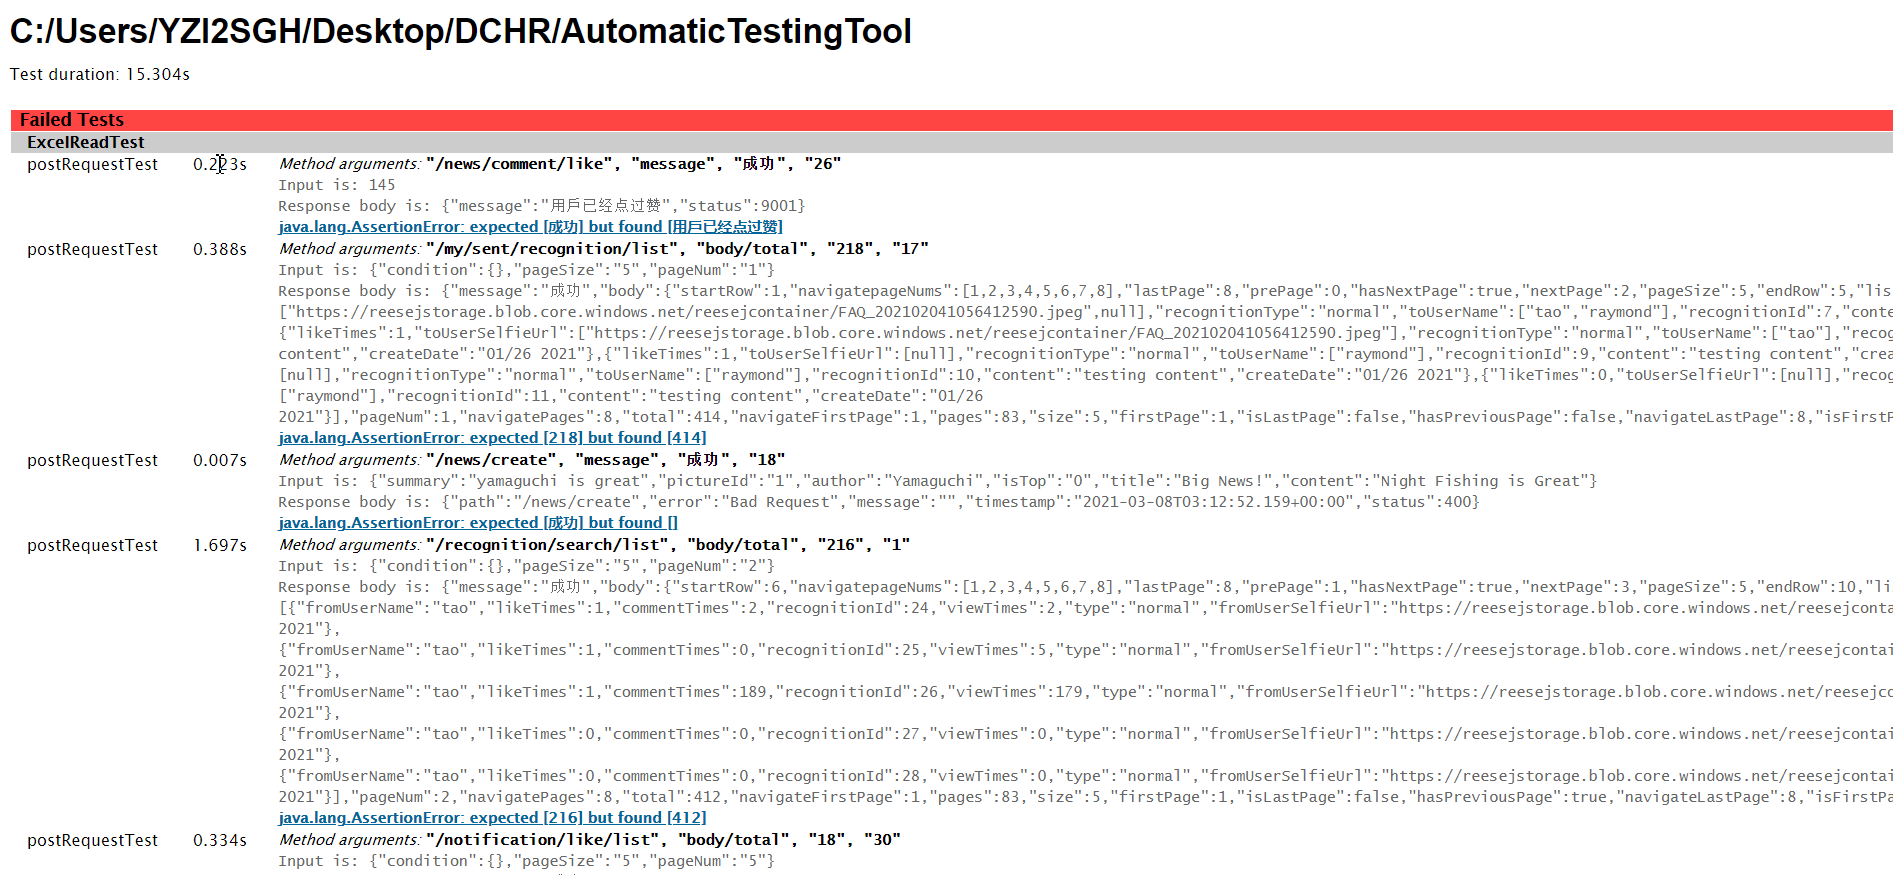 C:/Users/YZI2SGH/Desktop/DCHR/AutomaticTestingTool
Test duration: 15.304s
Failed Tests
ExcelReadTest
postRequestTest 0.223s Method arguments: "/news/comment/like", "message", "成功", "26"
Input is: 145
Response body is: {"message":"用戶已经点过赞","status":9001}
java.lang.AssertionError: expected [成功] but found [用戶已经点过赞]
postRequestTest 0.388s Method arguments: "/my/sent/recognition/list", "body/total", "218", "17"
Input is: {"condition":{},"pageSize":"5","pageNum":"1"}
Response body is: {"message":"成功","body":{"startRow":1,"navigatepageNums":[1,2,3,4,5,6,7,8],"lastPage":8,"prePage":0,"hasNextPage":true,"nextPage":2,"pageSize":5,"endRow":5,"lis
["https://reesejstorage.blob.core.windows.net/reesejcontainer/FAQ_202102041056412590.jpeg",null],"recognitionType":"normal","toUserName":["tao","raymond"],"recognitionId":7,"conte
{"likeTimes":1,"toUserSelfieUrl":["https://reesejstorage.blob.core.windows.net/reesejcontainer/FAQ_202102041056412590.jpeg"],"recognitionType":"normal","toUserName":["tao"],"recog
content","createDate":"01/26 2021"},{"likeTimes":1,"toUserSelfieUrl":[null],"recognitionType":"normal","toUserName":["raymond"],"recognitionId":9,"content":"testing content","crea
[null],"recognitionType":"normal","toUserName":["raymond"],"recognitionId":10,"content":"testing content","createDate":"01/26 2021"},{"likeTimes":0,"toUserSelfieUrl":[null],"recog
["raymond"],"recognitionId":11,"content":"testing content","createDate":"01/26
2021"}],"pageNum":1,"navigatePages":8,"total":414,"navigateFirstPage":1,"pages":83,"size":5,"firstPage":1,"isLastPage":false,"hasPreviousPage":false,"navigateLastPage":8,"isFirstP
java.lang.AssertionError: expected [218] but found [414]
postRequestTest 0.007s Method arguments: "/news/create", "message", "成功", "18"
Input is: {"summary":"yamaguchi is great","pictureId":"1","author":"Yamaguchi","isTop":"0","title":"Big News!","content":"Night Fishing is Great"}
Response body is: {"path":"/news/create","error":"Bad Request","message":"","timestamp":"2021-03-08T03:12:52.159+00:00","status":400}
java.lang.AssertionError: expected [成功] but found []
postRequestTest 1.697s Method arguments: "/recognition/search/list", "body/total", "216", "1"
Input is: {"condition":{},"pageSize":"5","pageNum":"2"}
Response body is: {"message":"成功","body":{"startRow":6,"navigatepageNums":[1,2,3,4,5,6,7,8],"lastPage":8,"prePage":1,"hasNextPage":true,"nextPage":3,"pageSize":5,"endRow":10,"li
[{"fromUserName":"tao","likeTimes":1,"commentTimes":2,"recognitionId":24,"viewTimes":2,"type":"normal","fromUserSelfieUrl":"https://reesejstorage.blob.core.windows.net/reesejconta
2021"},
{"fromUserName":"tao","likeTimes":1,"commentTimes":0,"recognitionId":25,"viewTimes":5,"type":"normal","fromUserSelfieUrl":"https://reesejstorage.blob.core.windows.net/reesejcontai
2021"},
{"fromUserName":"tao","likeTimes":1,"commentTimes":189,"recognitionId":26,"viewTimes":179,"type":"normal","fromUserSelfieUrl":"https://reesejstorage.blob.core.windows.net/reesejco
2021"},
{"fromUserName":"tao","likeTimes":0,"commentTimes":0,"recognitionId":27,"viewTimes":0,"type":"normal","fromUserSelfieUrl":"https://reesejstorage.blob.core.windows.net/reesejcontai
2021"},
{"fromUserName":"tao","likeTimes":0,"commentTimes":0,"recognitionId":28,"viewTimes":0,"type":"normal","fromUserSelfieUrl":"https://reesejstorage.blob.core.windows.net/reesejcontai
2021"}],"pageNum":2,"navigatePages":8,"total":412,"navigateFirstPage":1,"pages":83,"size":5,"firstPage":1,"isLastPage":false,"hasPreviousPage":true,"navigateLastPage":8,"isFirstPa
java.lang.AssertionError: expected [216] but found [412]
postRequestTest 0.334s Method arguments: "/notification/like/list", "body/total", "18", "30"
Input is: {"condition":{},"pageSize":"5","pageNum":"5"}